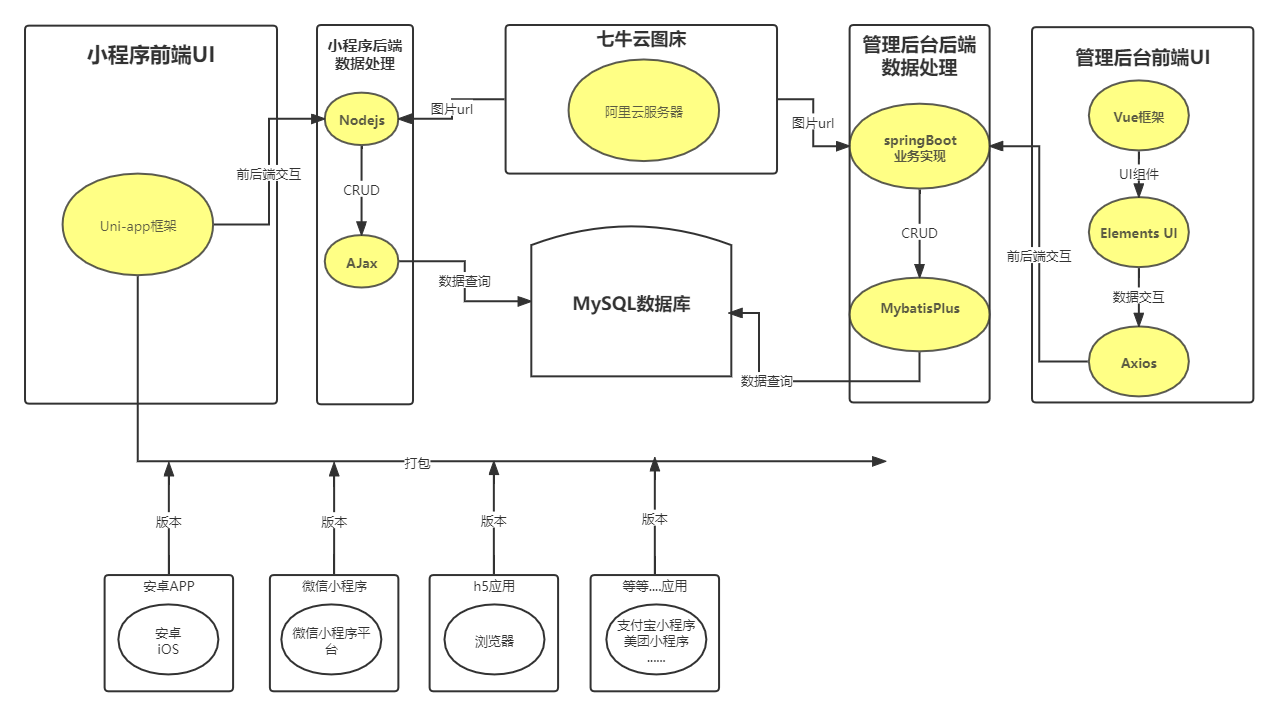 小程序前端UI
Uni-app框架
前后端交互
小程序后端
数据处理
Nodejs
CRUD
AJax
图片url
七牛云图床
阿里云服务器
图片url
数据查询
MySQL数据库
数据查询
管理后台后端
数据处理
springBoot
业务实现
CRUD
MybatisPlus
前后端交互
管理后台前端UI
Vue框架
UI组件
Elements UI
数据交互
Axios
打包
版本
版本
版本
版本
安卓APP
安卓
iOS
微信小程序
微信小程序平
台
h5应用
浏览器
等等....应用
支付宝小程序
美团小程序
......